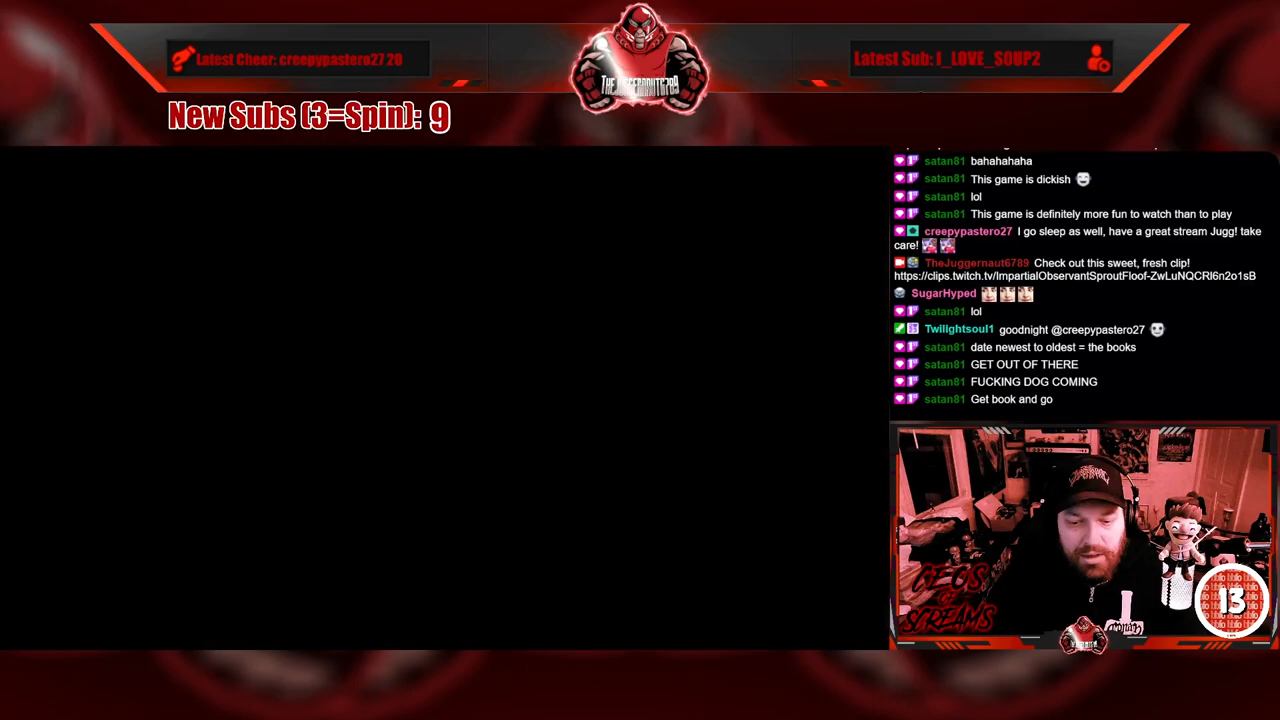 Latest Cheer: creepypastero27 20
THEJUGGERNAUT6789
Latest Sub: I_LOVE_SOUP2
New Subs (3=Spin): 9
satan81 bahahahaha
satan81 This game is dickish
satan81 lol
satan81 This game is definitely more fun to watch than to play
creepypastero27 I go sleep as well, have a great stream Jugg! take
care!
TheJuggernaut6789 Check out this sweet, fresh clip!
https://clips.twitch.tv/ImpartialObservantSproutFloof-ZwLuNQCRl6n2o1sB
SugarHyped
satan81 lol
Twilightsoul1 goodnight @creepypastero27
satan81 date newest to oldest = the books
satan81 GET OUT OF THERE
satan81 FUCKING DOG COMING
satan81 Get book and go
CEOS
OF
SCREAMS
13